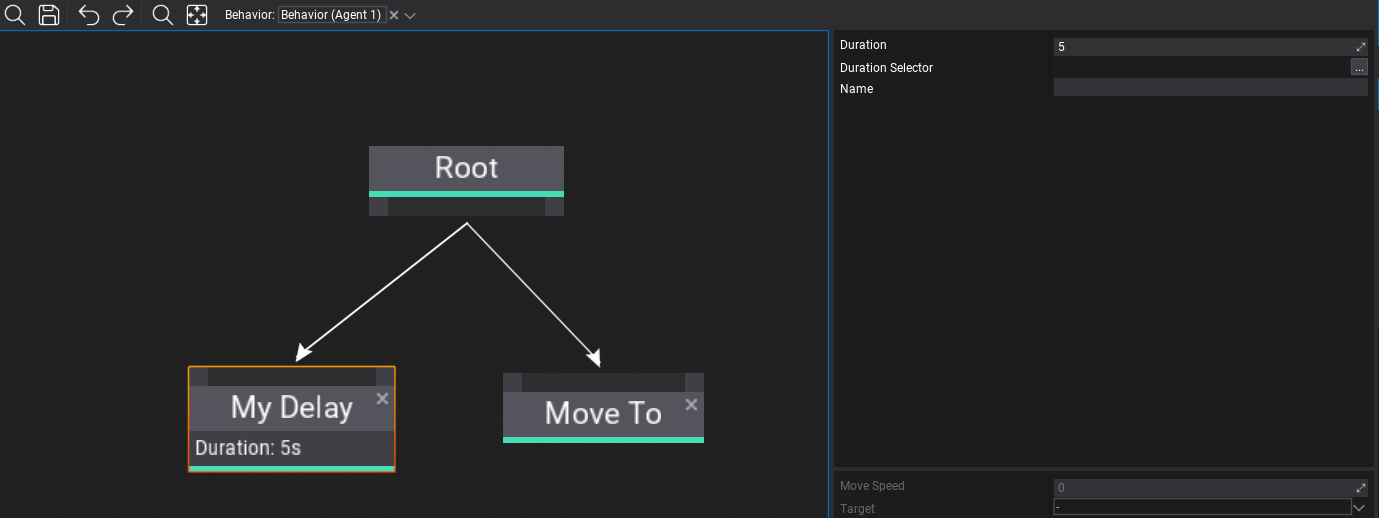 Behavior: Behavior (Agent 1)
Duration 5
Duration Selector ...
Name
Root
My Delay
Duration: 5s
Move To
Move Speed 0
Target -